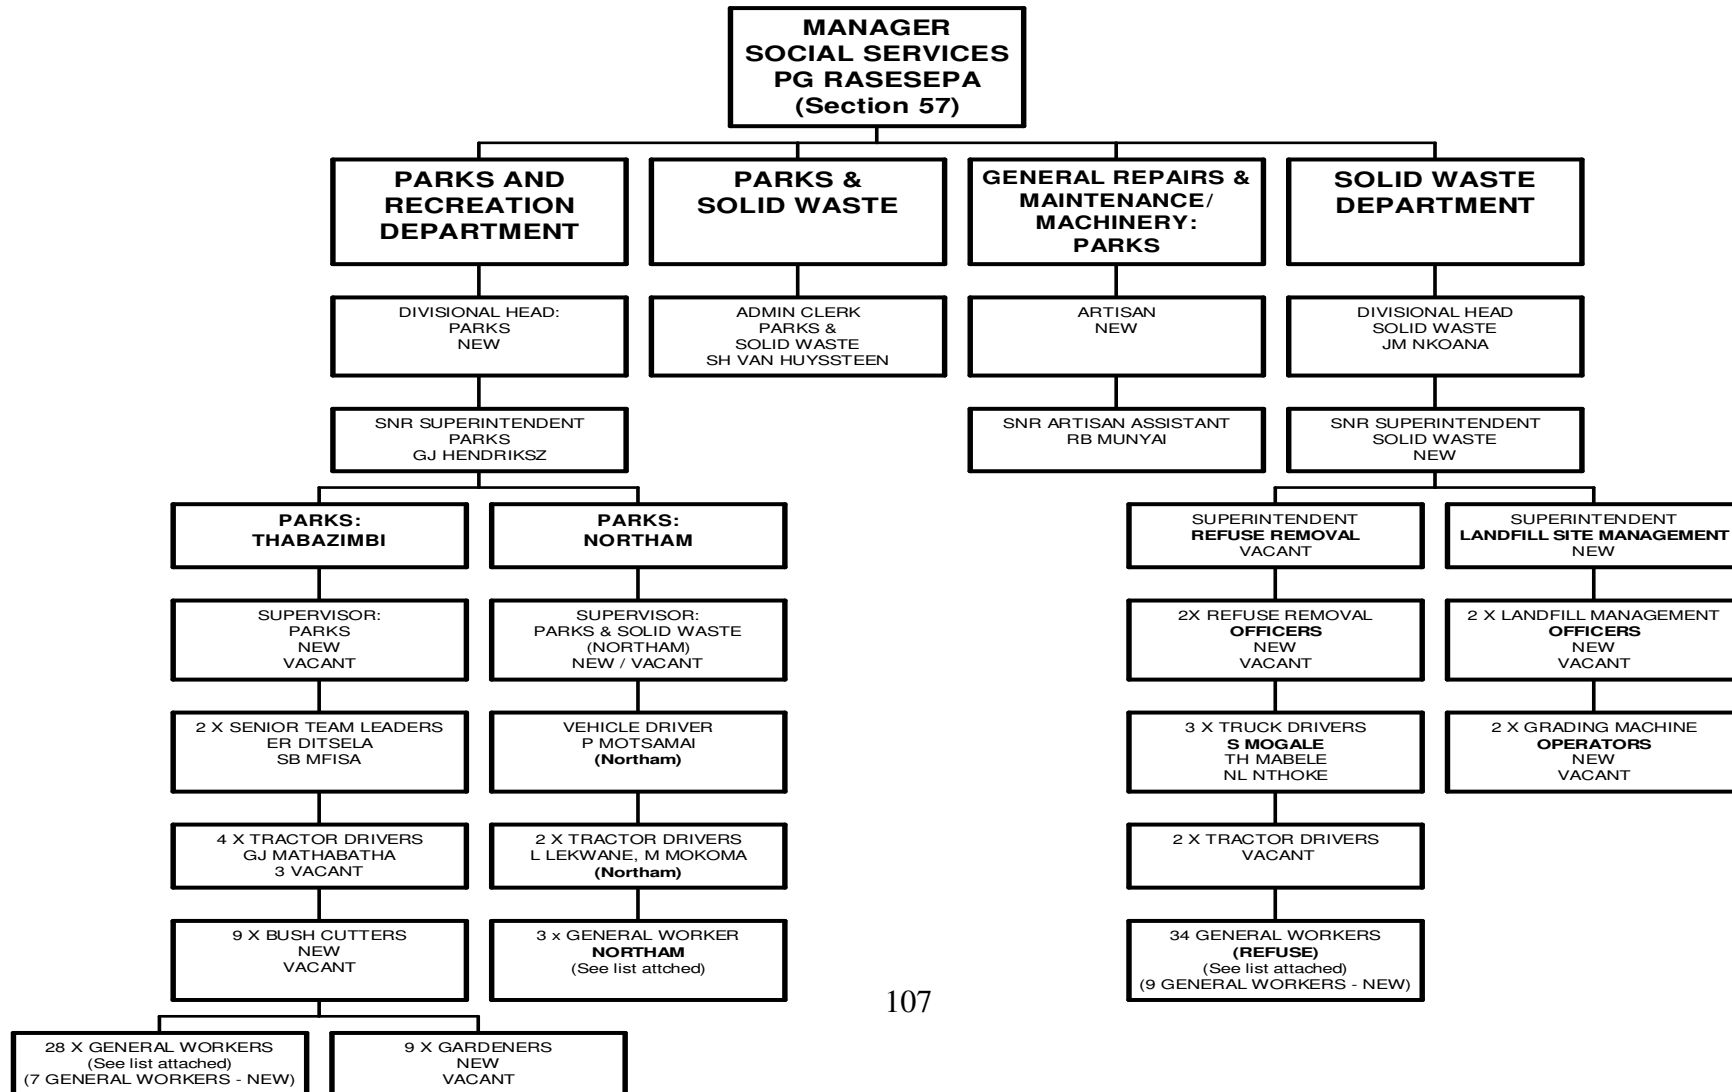 MANAGER
SOCIAL SERVICES
PG RASESEPA
(Section 57)
PARKS AND
RECREATION
DEPARTMENT
PARKS &
SOLID WASTE
GENERAL REPAIRS &
MAINTENANCE/
MACHINERY:
PARKS
SOLID WASTE
DEPARTMENT
DIVISIONAL HEAD:
PARKS
NEW
ADMIN CLERK
PARKS &
SOLID WASTE
SH VAN HUYSSTEEN
ARTISAN
NEW
DIVISIONAL HEAD
SOLID WASTE
JM NKOANA
SNR SUPERINTENDENT
PARKS
GJ HENDRIKSZ
SNR ARTISAN ASSISTANT
RB MUNYAI
SNR SUPERINTENDENT
SOLID WASTE
NEW
PARKS:
THABAZIMBI
PARKS:
NORTHAM
SUPERINTENDENT
REFUSE REMOVAL
VACANT
SUPERINTENDENT
LANDFILL SITE MANAGEMENT
NEW
SUPERVISOR:
PARKS
NEW
VACANT
SUPERVISOR:
PARKS & SOLID WASTE
(NORTHAM)
NEW / VACANT
2X REFUSE REMOVAL
OFFICERS
NEW
VACANT
2 X LANDFILL MANAGEMENT
OFFICERS
NEW
VACANT
2 X SENIOR TEAM LEADERS
ER DITSELA
SB MFISA
VEHICLE DRIVER
P MOTSAMAI
(Northam)
3 X TRUCK DRIVERS
S MOGALE
TH MABELE
NL NTHOKE
2 X GRADING MACHINE
OPERATORS
NEW
VACANT
4 X TRACTOR DRIVERS
GJ MATHABATHA
3 VACANT
2 X TRACTOR DRIVERS
L LEKWANE, M MOKOMA
(Northam)
2 X TRACTOR DRIVERS
VACANT
9 X BUSH CUTTERS
NEW
VACANT
3 x GENERAL WORKER
NORTHAM
(See list attched)
34 GENERAL WORKERS
(REFUSE)
(See list attached)
(9 GENERAL WORKERS - NEW)
107
28 X GENERAL WORKERS
(See list attached)
(7 GENERAL WORKERS - NEW)
9 X GARDENERS
NEW
VACANT